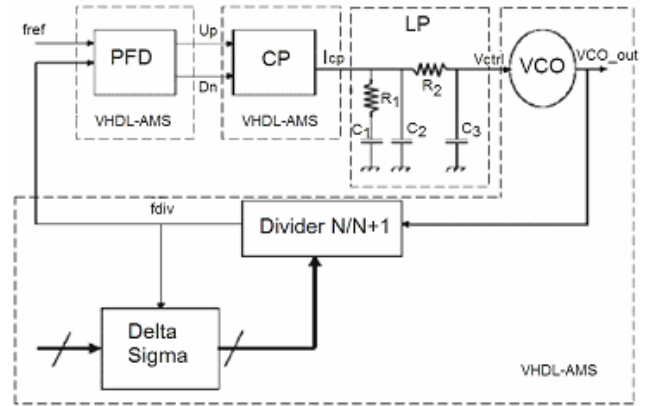 fref
PFD
Up
Dn
VHDL-AMS
CP
Icp
VHDL-AMS
LP
R1
R2
C1
C2
C3
Vctrl
VCO
VCO_out
fdiv
Divider N/N+1
Delta
Sigma
VHDL-AMS